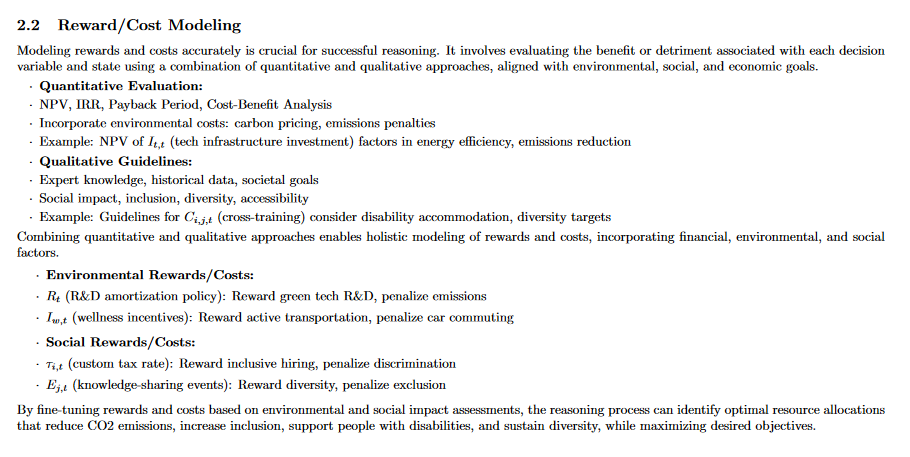 2.2 Reward/Cost Modeling
Modeling rewards and costs accurately is crucial for successful reasoning. It involves evaluating the benefit or detriment associated with each decision
variable and state using a combination of quantitative and qualitative approaches, aligned with environmental, social, and economic goals.
· Quantitative Evaluation:
· NPV, IRR, Payback Period, Cost-Benefit Analysis
· Incorporate environmental costs: carbon pricing, emissions penalties
· Example: NPV of I_{t,t} (tech infrastructure investment) factors in energy efficiency, emissions reduction
· Qualitative Guidelines:
· Expert knowledge, historical data, societal goals
· Social impact, inclusion, diversity, accessibility
· Example: Guidelines for C_{i,j,t} (cross-training) consider disability accommodation, diversity targets
Combining quantitative and qualitative approaches enables holistic modeling of rewards and costs, incorporating financial, environmental, and social
factors.
· Environmental Rewards/Costs:
· R_t (R&D amortization policy): Reward green tech R&D, penalize emissions
· I_{w,t} (wellness incentives): Reward active transportation, penalize car commuting
· Social Rewards/Costs:
· τ_{i,t} (custom tax rate): Reward inclusive hiring, penalize discrimination
· E_{j,t} (knowledge-sharing events): Reward diversity, penalize exclusion
By fine-tuning rewards and costs based on environmental and social impact assessments, the reasoning process can identify optimal resource allocations
that reduce CO2 emissions, increase inclusion, support people with disabilities, and sustain diversity, while maximizing desired objectives.